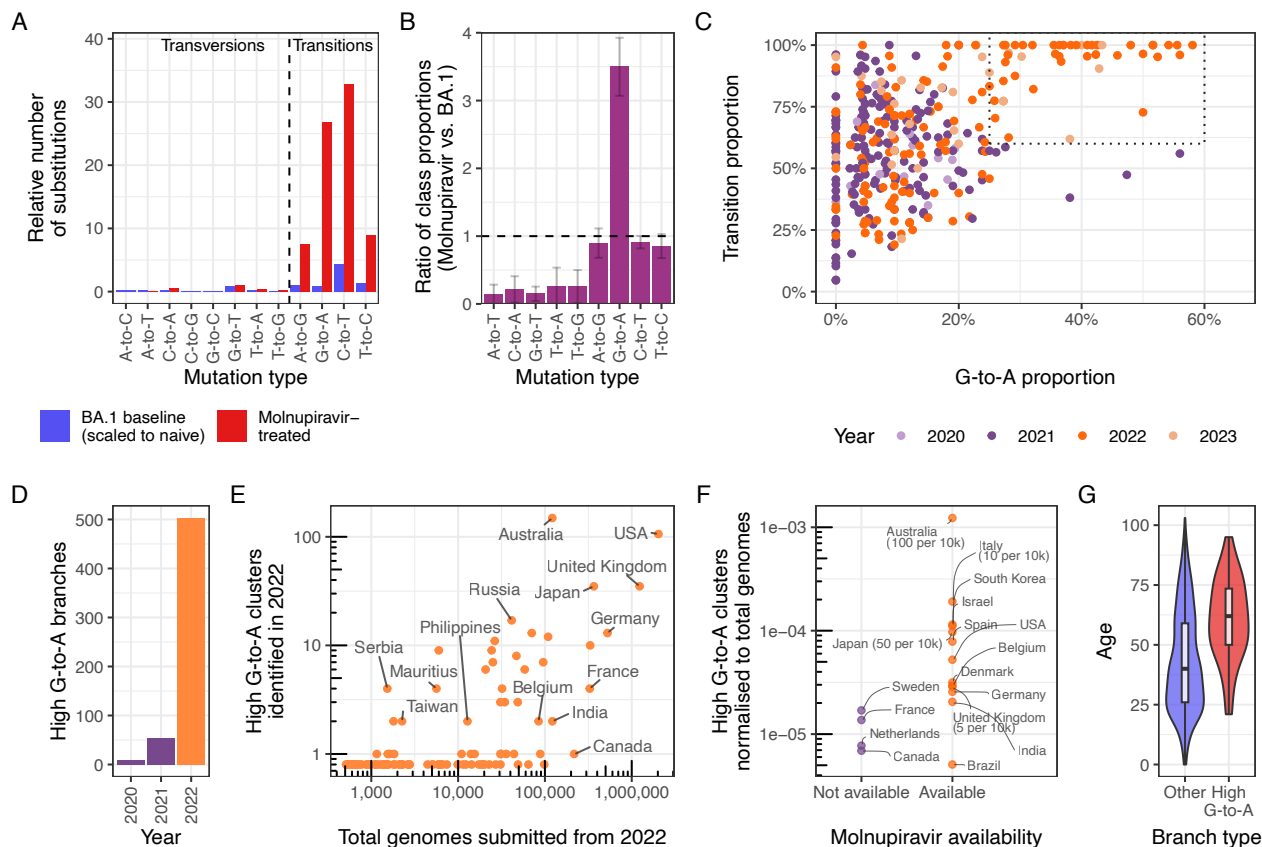 A
Relative number
of substitutions
40
30
20
10
0
Transversions
Transitions
A-to-C
A-to-T
C-to-A
C-to-G
G-to-C
G-to-T
T-to-A
T-to-G
A-to-G
G-to-A
C-to-T
T-to-C
Mutation type
BA.1 baseline
(scaled to naive)
Molnupiravir−
treated
B
Ratio of class proportions
(Molnupiravir vs. BA.1)
4
3
2
1
0
A-to-T
C-to-A
G-to-T
T-to-A
T-to-G
A-to-G
G-to-A
C-to-T
T-to-C
Mutation type
C
Transition proportion
100%
75%
50%
25%
0%
0%
20%
40%
60%
G-to-A proportion
Year
2020
2021
2022
2023
D
High G-to-A branches
500
400
300
200
100
0
2020
2021
2022
Year
E
High G-to-A clusters
identified in 2022
100
10
1
Australia
USA
United Kingdom
Japan
Russia
Germany
Philippines
Serbia
Mauritius
France
Belgium
Taiwan
India
Canada
1,000
10,000
100,000
1,000,000
Total genomes submitted from 2022
F
High G-to-A clusters
normalised to total genomes
1e−03
1e−04
1e−05
Australia
(100 per 10k)
Italy
(10 per 10k)
South Korea
Israel
Spain
USA
Japan (50 per 10k)
Belgium
Denmark
Sweden
Germany
France
United Kingdom
(5 per 10k)
Netherlands
India
Canada
Brazil
Not available
Available
Molnupiravir availability
G
Age
100
75
50
25
0
Other
High
G-to-A
Branch type